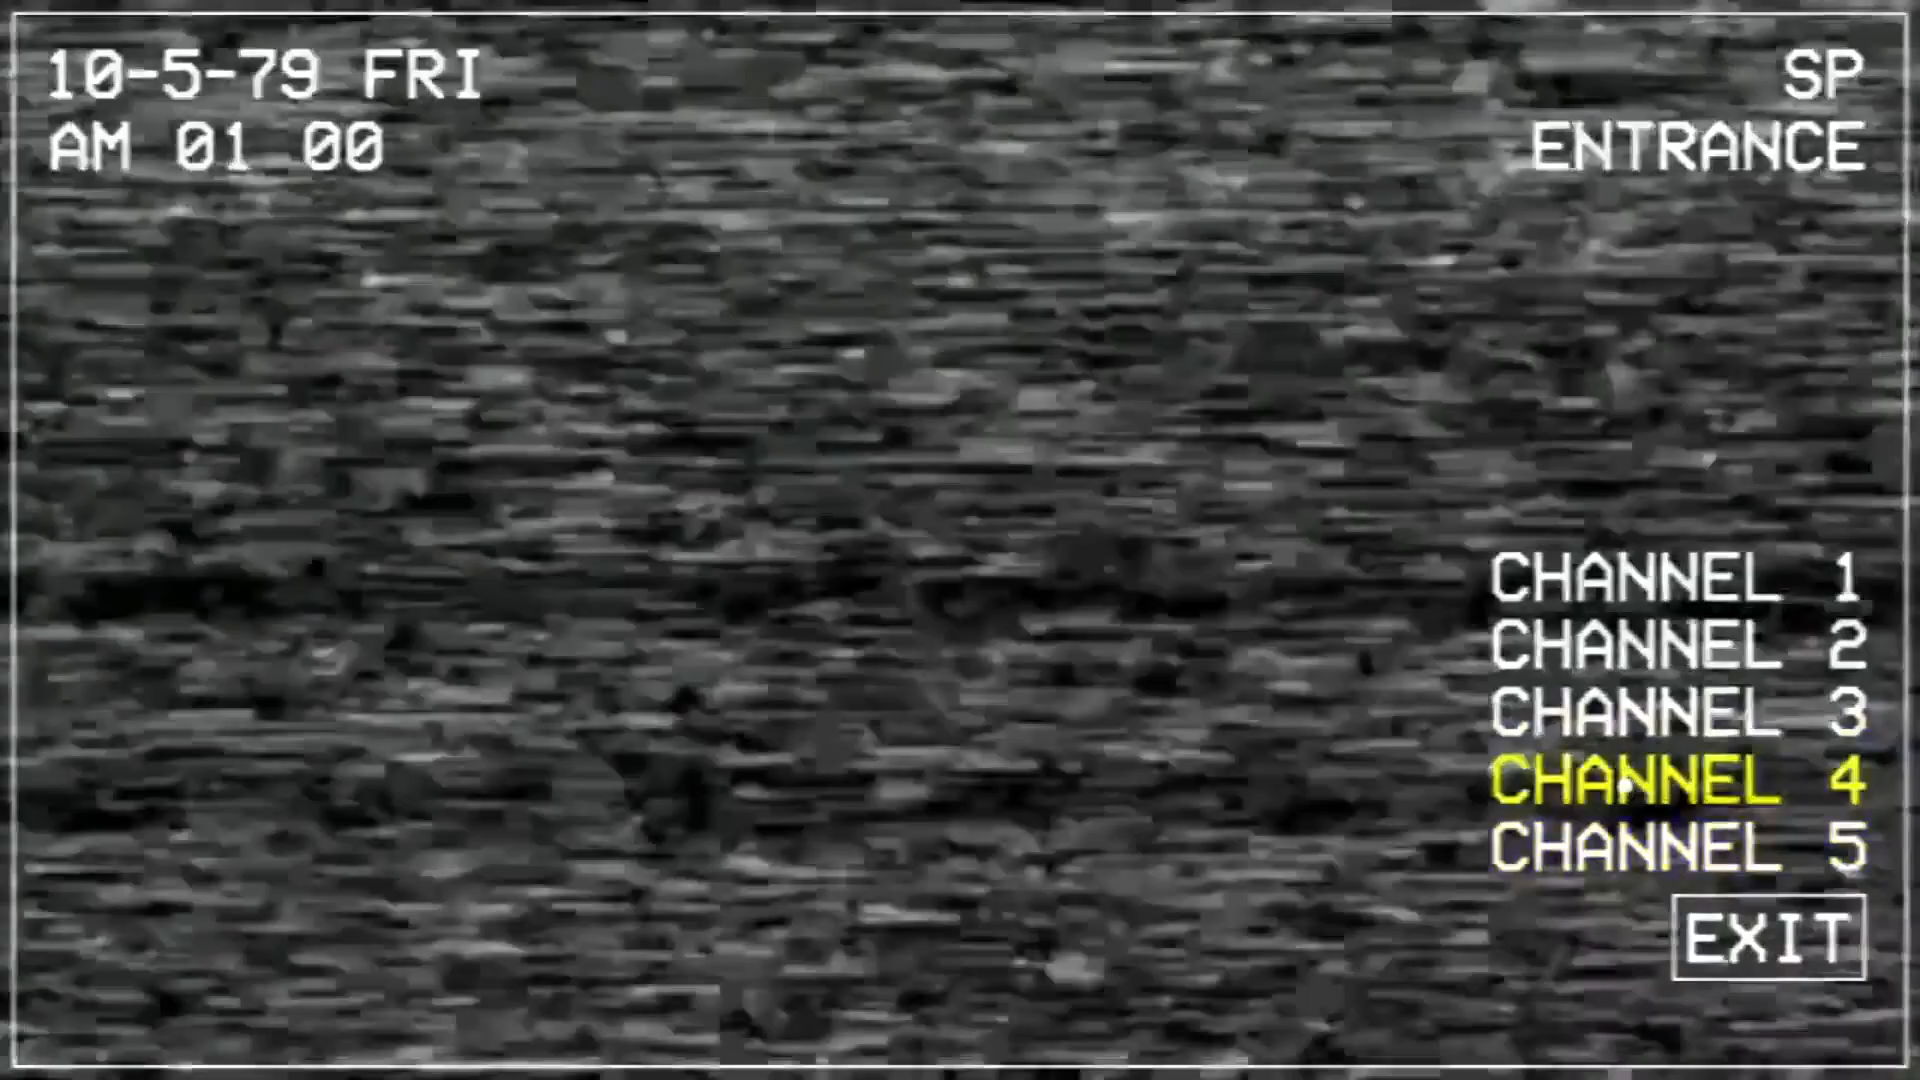 10-5-79 FRI
AM 01 00
SP
ENTRANCE
CHANNEL 1
CHANNEL 2
CHANNEL 3
CHANNEL 4
CHANNEL 5
EXIT